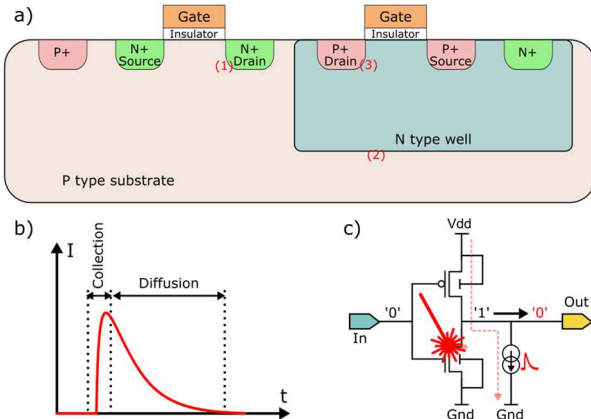 a)
Gate
Gate
Insulator
Insulator
P+
N+
Source
N+
Drain
P+
Drain
P+
Source
N+
(1)
(3)
N type well
(2)
P type substrate
b)
I
Collection
Diffusion
t
c)
Vdd
'0'
'1'
'0'
Out
In
Gnd
Gnd